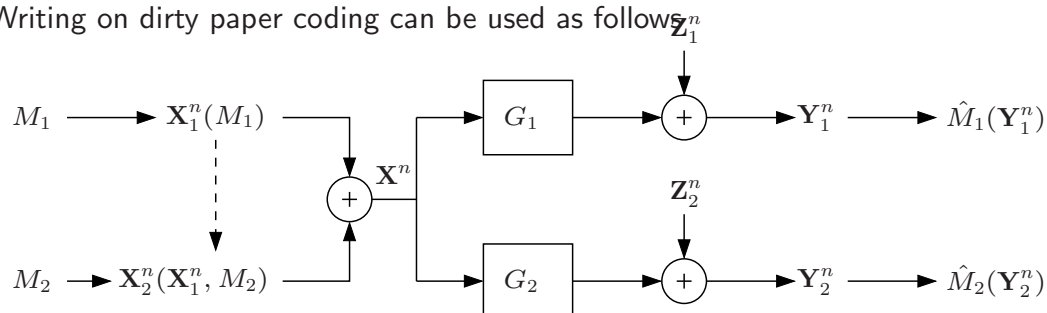 Writing on dirty paper coding can be used as follows
Z₁ⁿ
M₁ X₁ⁿ(M₁) G₁ + Y₁ⁿ M̂₁(Y₁ⁿ)
+ Xⁿ
Z₂ⁿ
M₂ X₂ⁿ(X₁ⁿ, M₂) G₂ + Y₂ⁿ M̂₂(Y₂ⁿ)